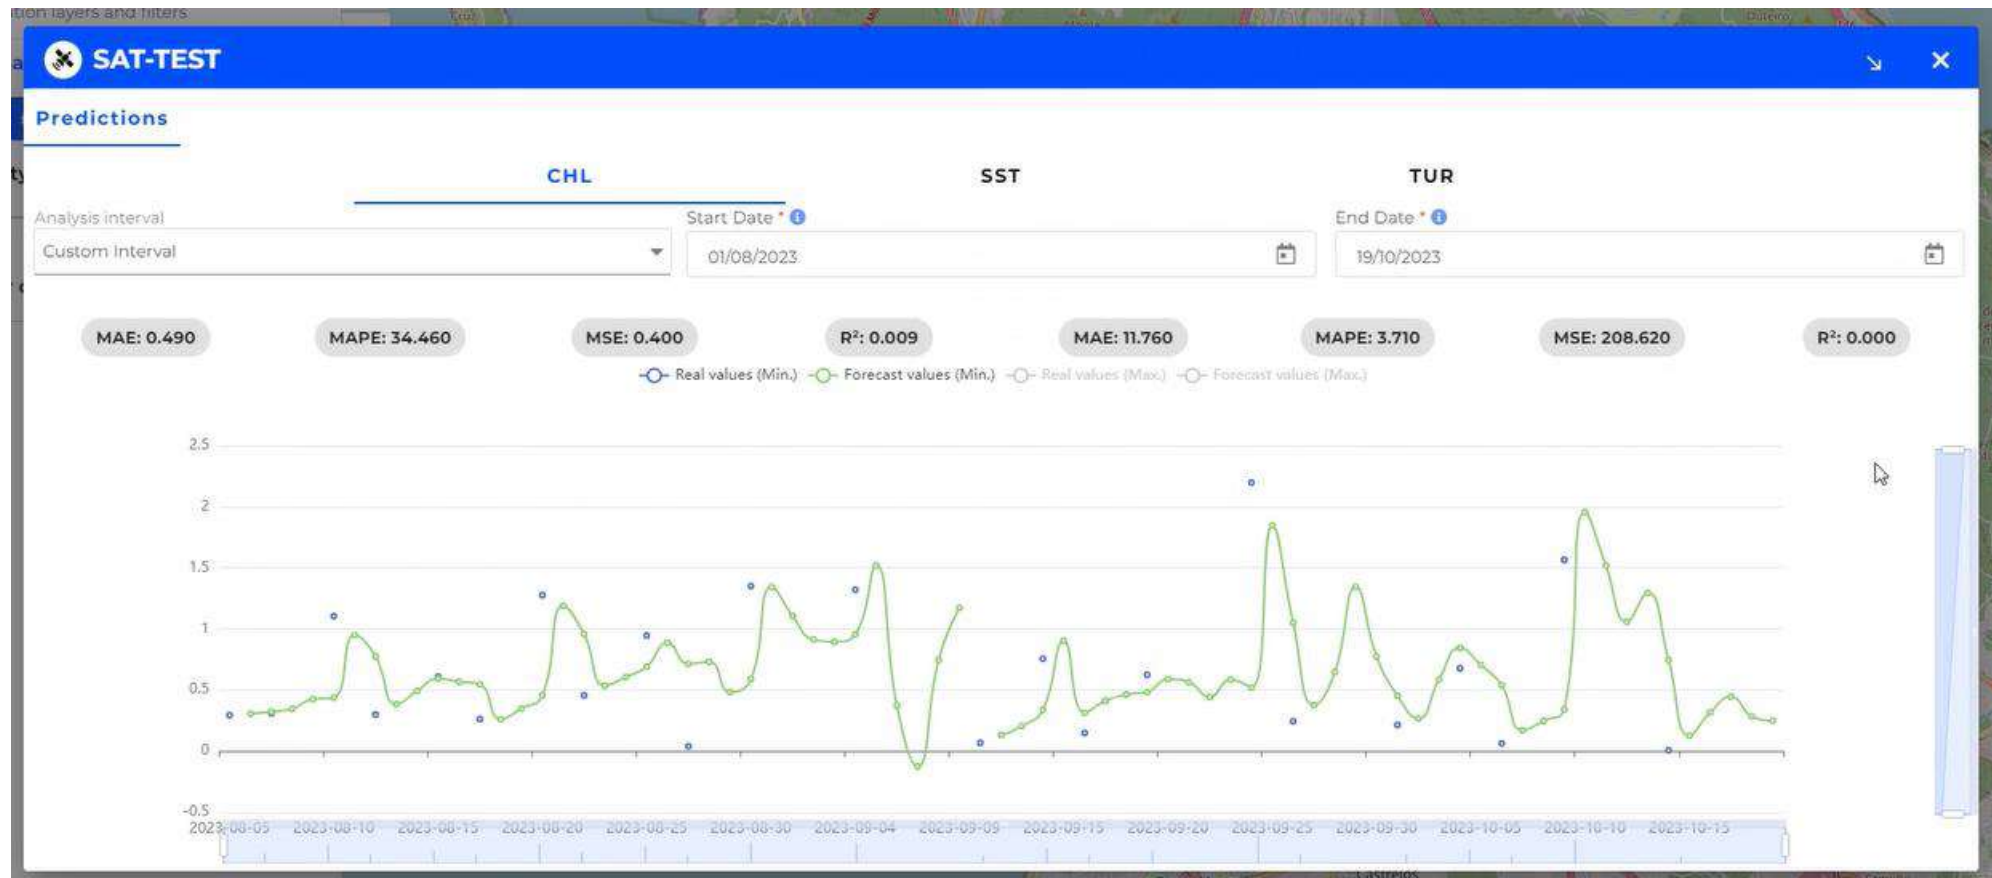 ition layers and filters
SAT-TEST
Predictions
CHL SST TUR
Analysis interval Start Date * End Date *
Custom Interval 01/08/2023 19/10/2023
MAE: 0.490 MAPE: 34.460 MSE: 0.400 R²: 0.009 MAE: 11.760 MAPE: 3.710 MSE: 208.620 R²: 0.000
Real values (Min.) Forecast values (Min.) Real values (Max.) Forecast values (Max.)
2.5
2
1.5
1
0.5
0
-0.5
2023-08-05 2023-08-10 2023-08-15 2023-08-20 2023-08-25 2023-08-30 2023-09-04 2023-09-09 2023-09-15 2023-09-20 2023-09-25 2023-09-30 2023-10-05 2023-10-10 2023-10-15
Castrelos